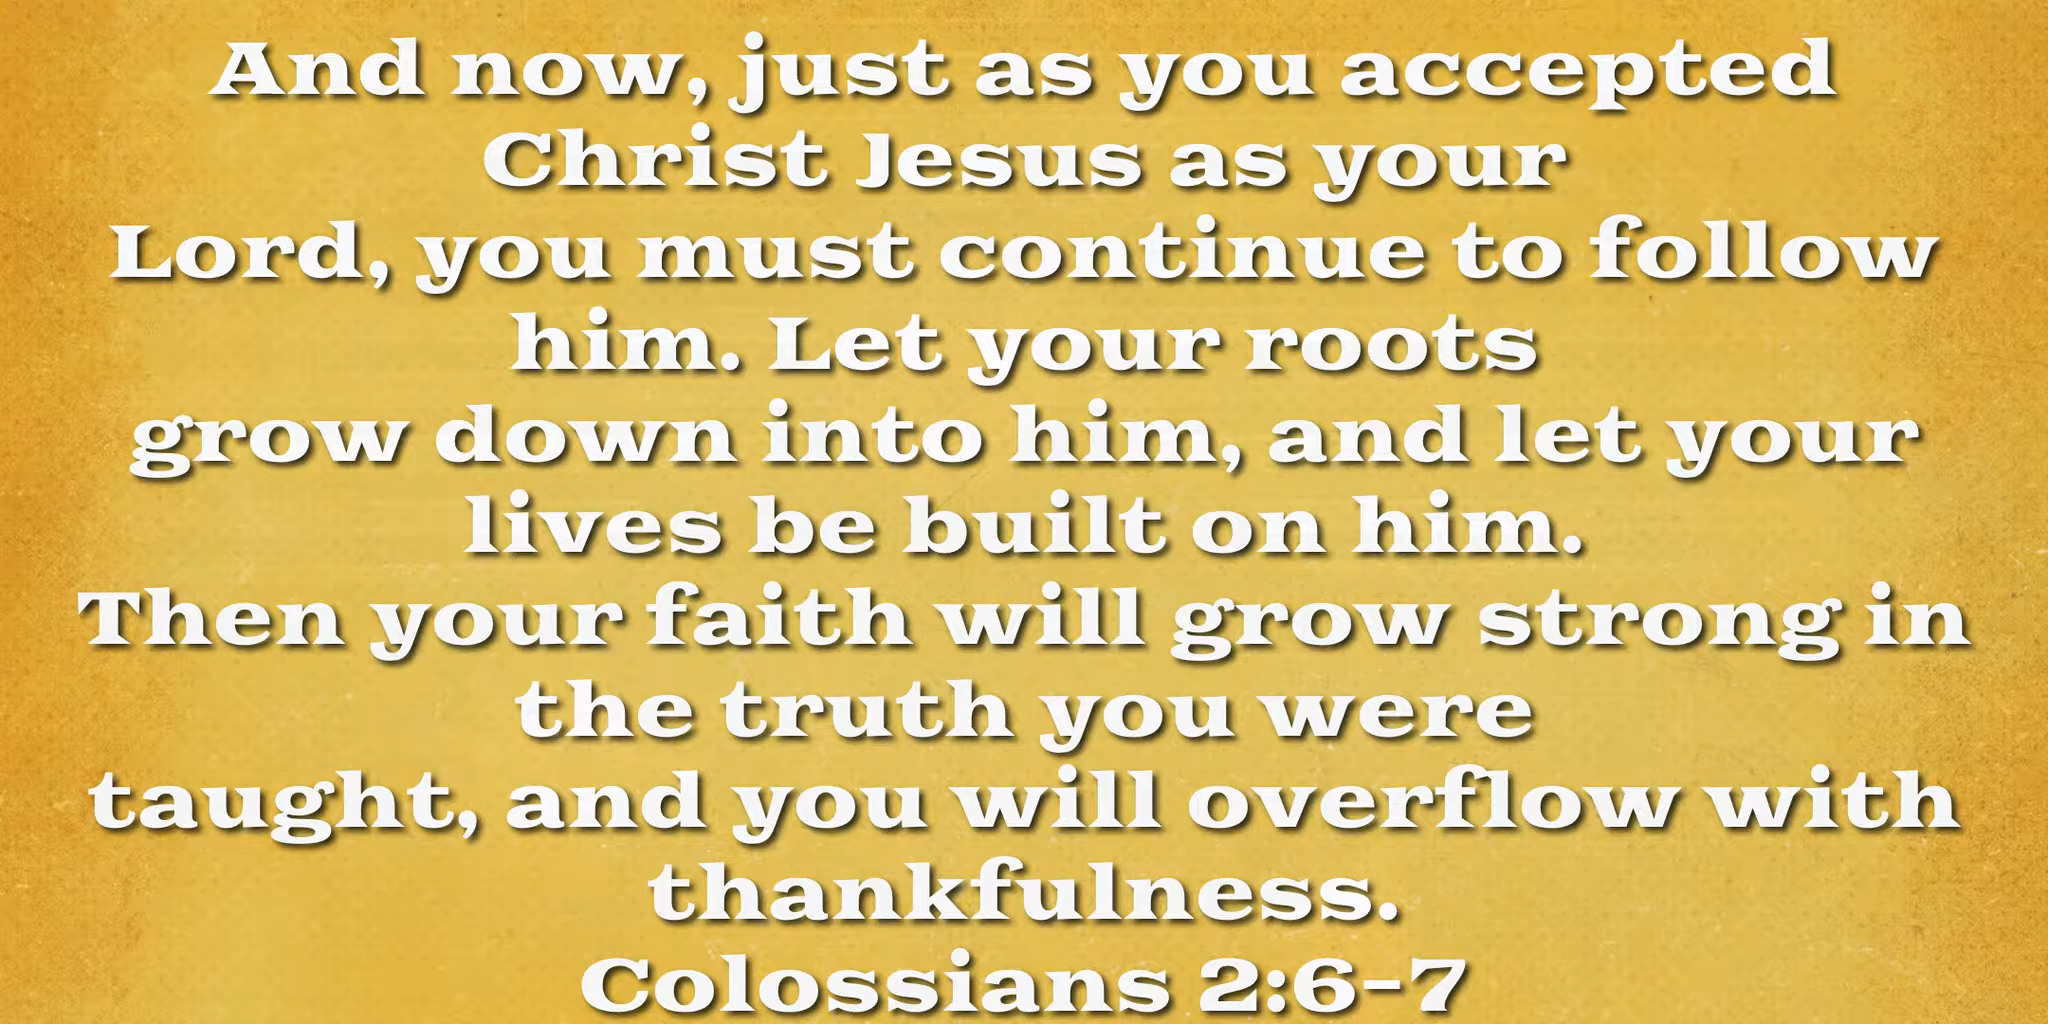 And now, just as you accepted
Christ Jesus as your
Lord, you must continue to follow
him. Let your roots
grow down into him, and let your
lives be built on him.
Then your faith will grow strong in
the truth you were
taught, and you will overflow with
thankfulness.
Colossians 2:6-7